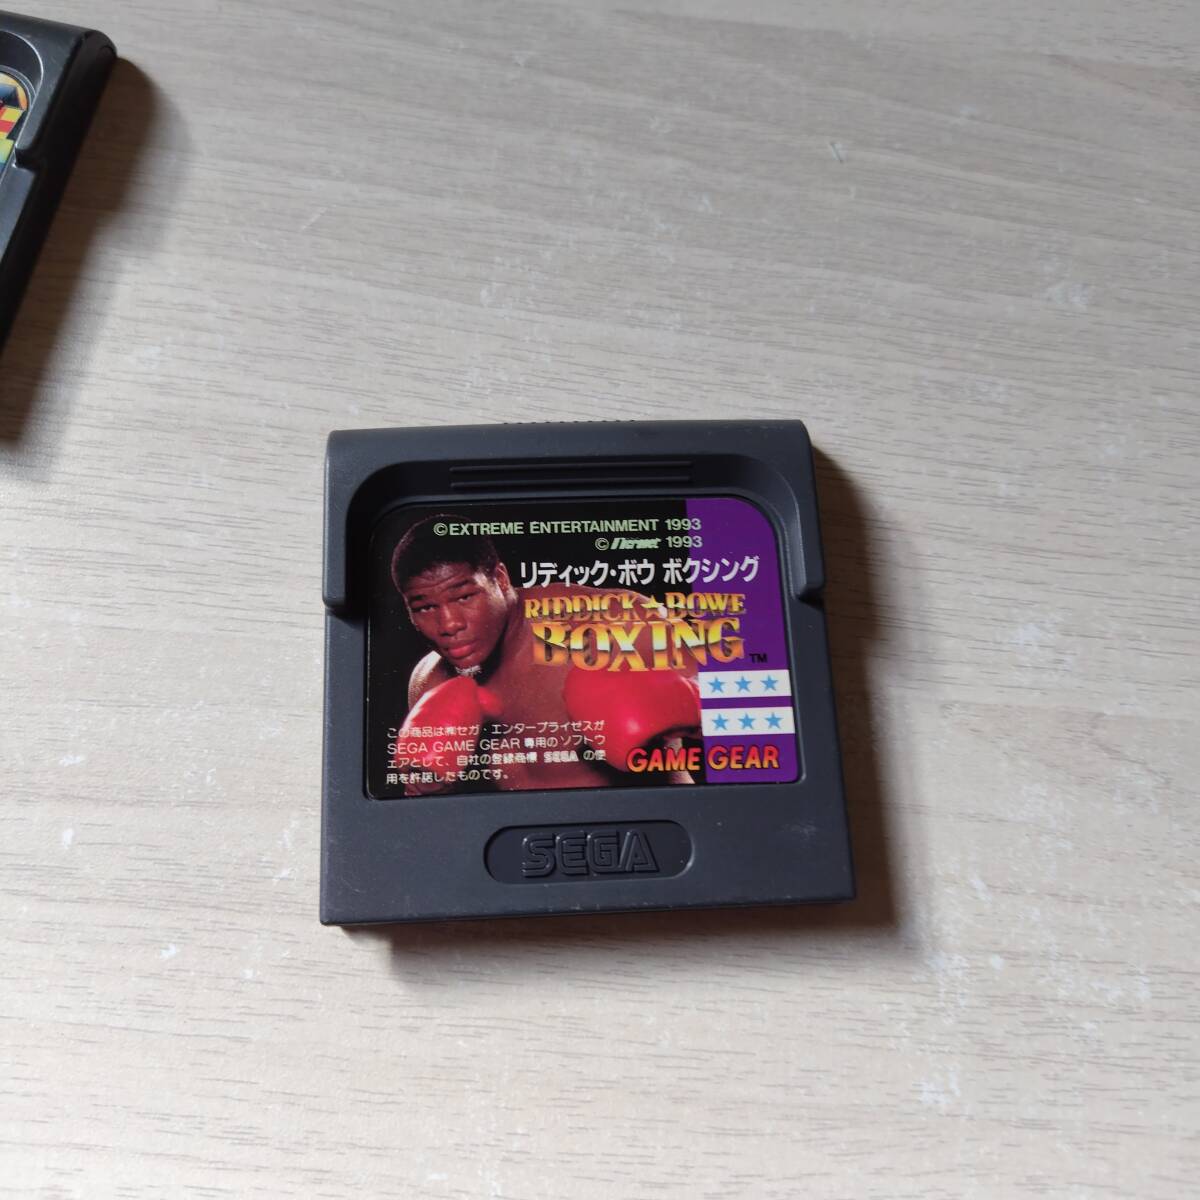 ©EXTREME ENTERTAINMENT 1993
© Micronet 1993
リディック・ボウ ボクシング
RIDDICK★BOWE
BOXING TM
この商品は㈱セガ・エンタープライゼスが
SEGA GAME GEAR 専用のソフトウ
ェアとして、自社の登録商標 SEGA の使
用を許諾したものです。
GAME GEAR
SEGA